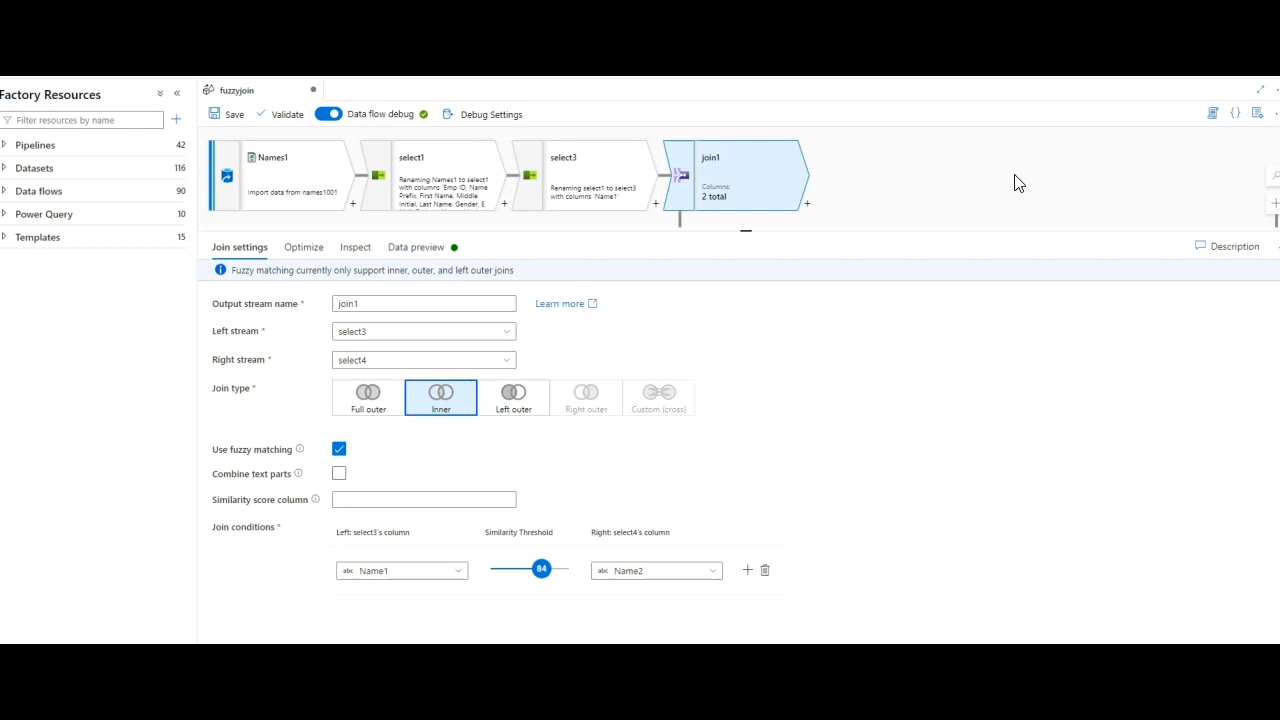 Factory Resources
Filter resources by name
Pipelines 42
Datasets 116
Data flows 90
Power Query 10
Templates 15
fuzzyjoin
Save Validate Data flow debug Debug Settings
Names1
Import data from names1001
select1
Renaming Names1 to select1
with columns 'Emp ID, Name
Prefix, First Name, Middle
Initial, Last Name, Gender, E
select3
Renaming select1 to select3
with columns 'Name1'
join1
Columns:
2 total
Join settings Optimize Inspect Data preview Description
Fuzzy matching currently only support inner, outer, and left outer joins
Output stream name * join1 Learn more
Left stream * select3
Right stream * select4
Join type * Full outer Inner Left outer Right outer Custom (cross)
Use fuzzy matching
Combine text parts
Similarity score column
Join conditions * Left: select3's column Similarity Threshold Right: select4's column
abc Name1 84 abc Name2